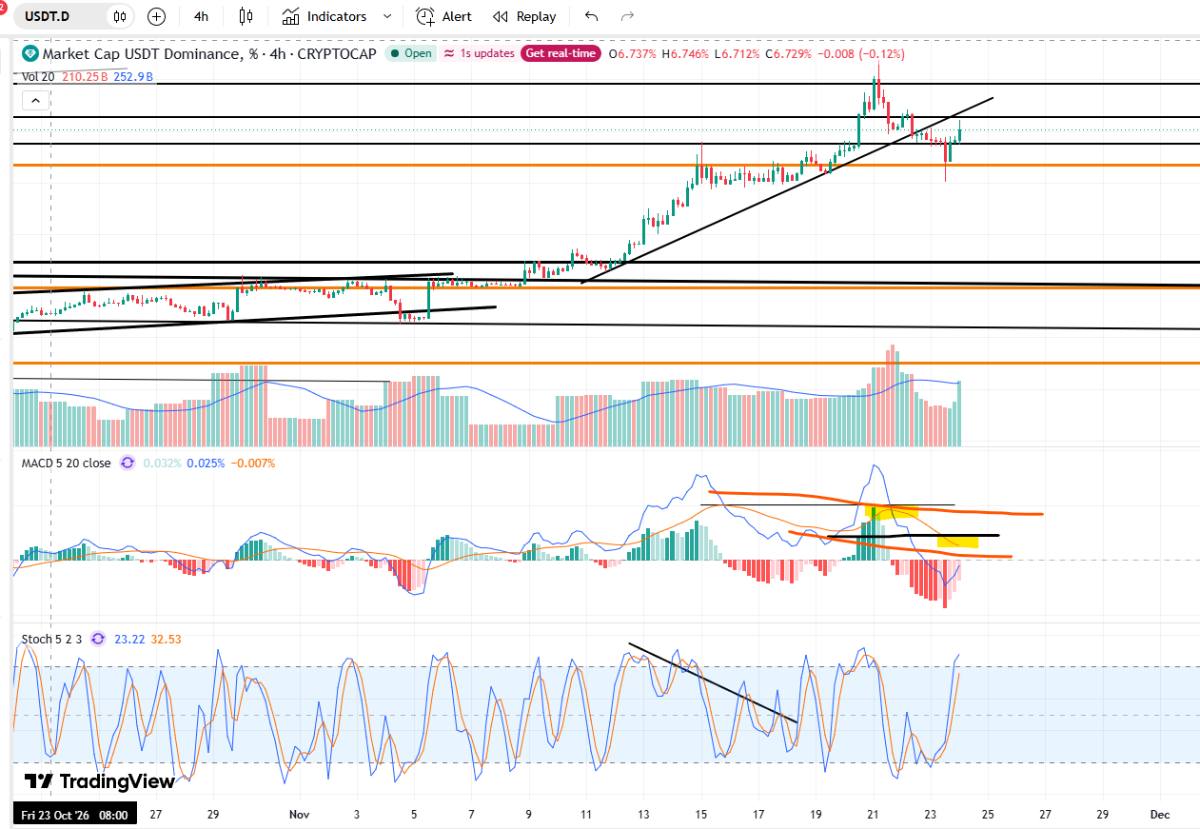 2
USDT.D 4h Indicators Alert Replay
Market Cap USDT Dominance, % · 4h · CRYPTOCAP Open 1s updates Get real-time O6.737% H6.746% L6.712% C6.729% −0.008 (−0.12%)
Vol 20 210.25 B 252.9 B
MACD 5 20 close 0.032% 0.025% −0.007%
Stoch 5 2 3 23.22 32.53
TradingView
Fri 23 Oct '26 08:00 27 29 Nov 3 5 7 9 11 13 15 17 19 21 23 25 27 29 Dec